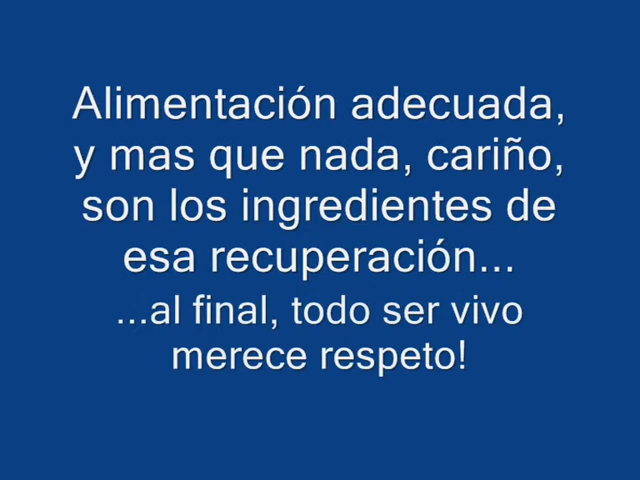 Alimentación adecuada,
y mas que nada, cariño,
son los ingredientes de
esa recuperación...
...al final, todo ser vivo
merece respeto!